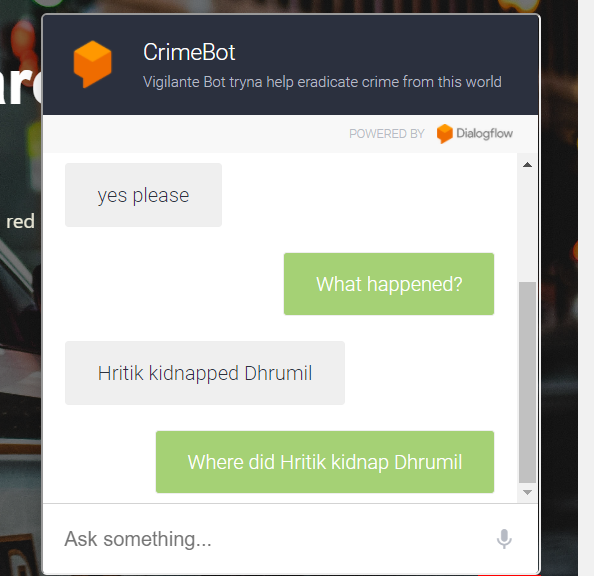 CrimeBot
Vigilante Bot tryna help eradicate crime from this world
POWERED BY Dialogflow
yes please
What happened?
red
Hritik kidnapped Dhrumil
Where did Hritik kidnap Dhrumil
Ask something...